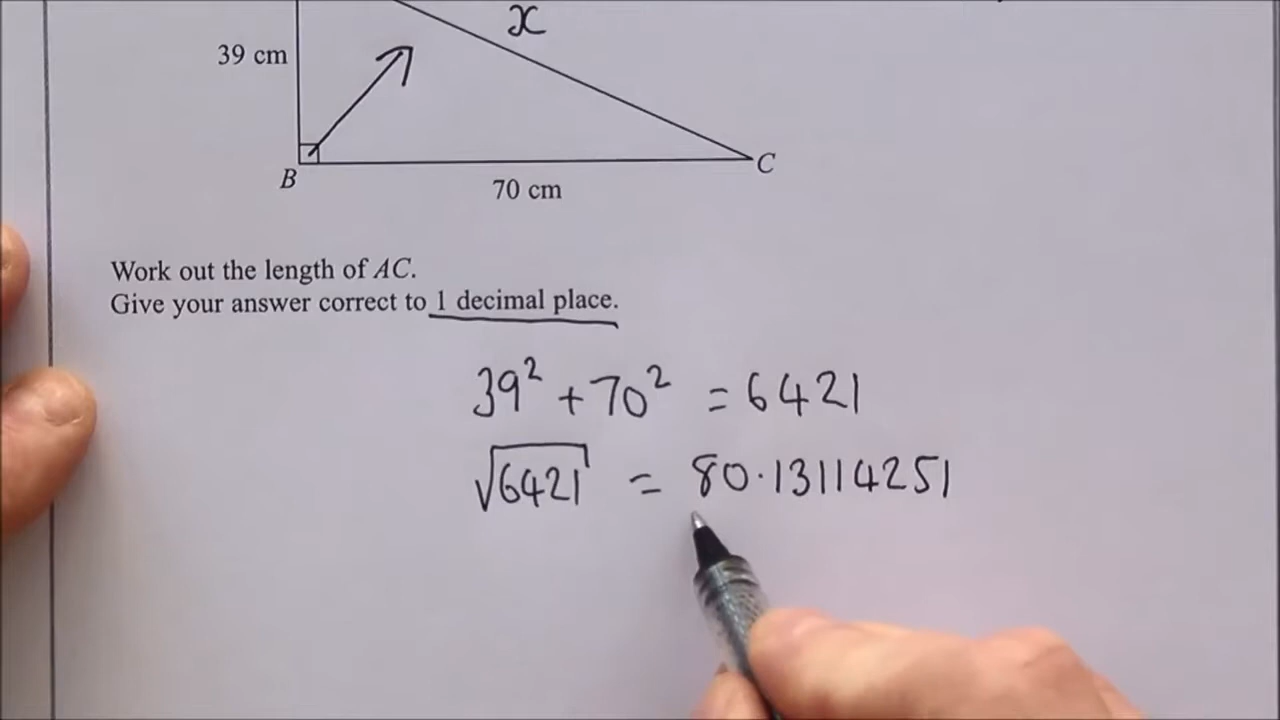 x
39 cm
B
C
70 cm
Work out the length of AC.
Give your answer correct to 1 decimal place.
39² + 70² = 6421
√6421 = 80·13114251